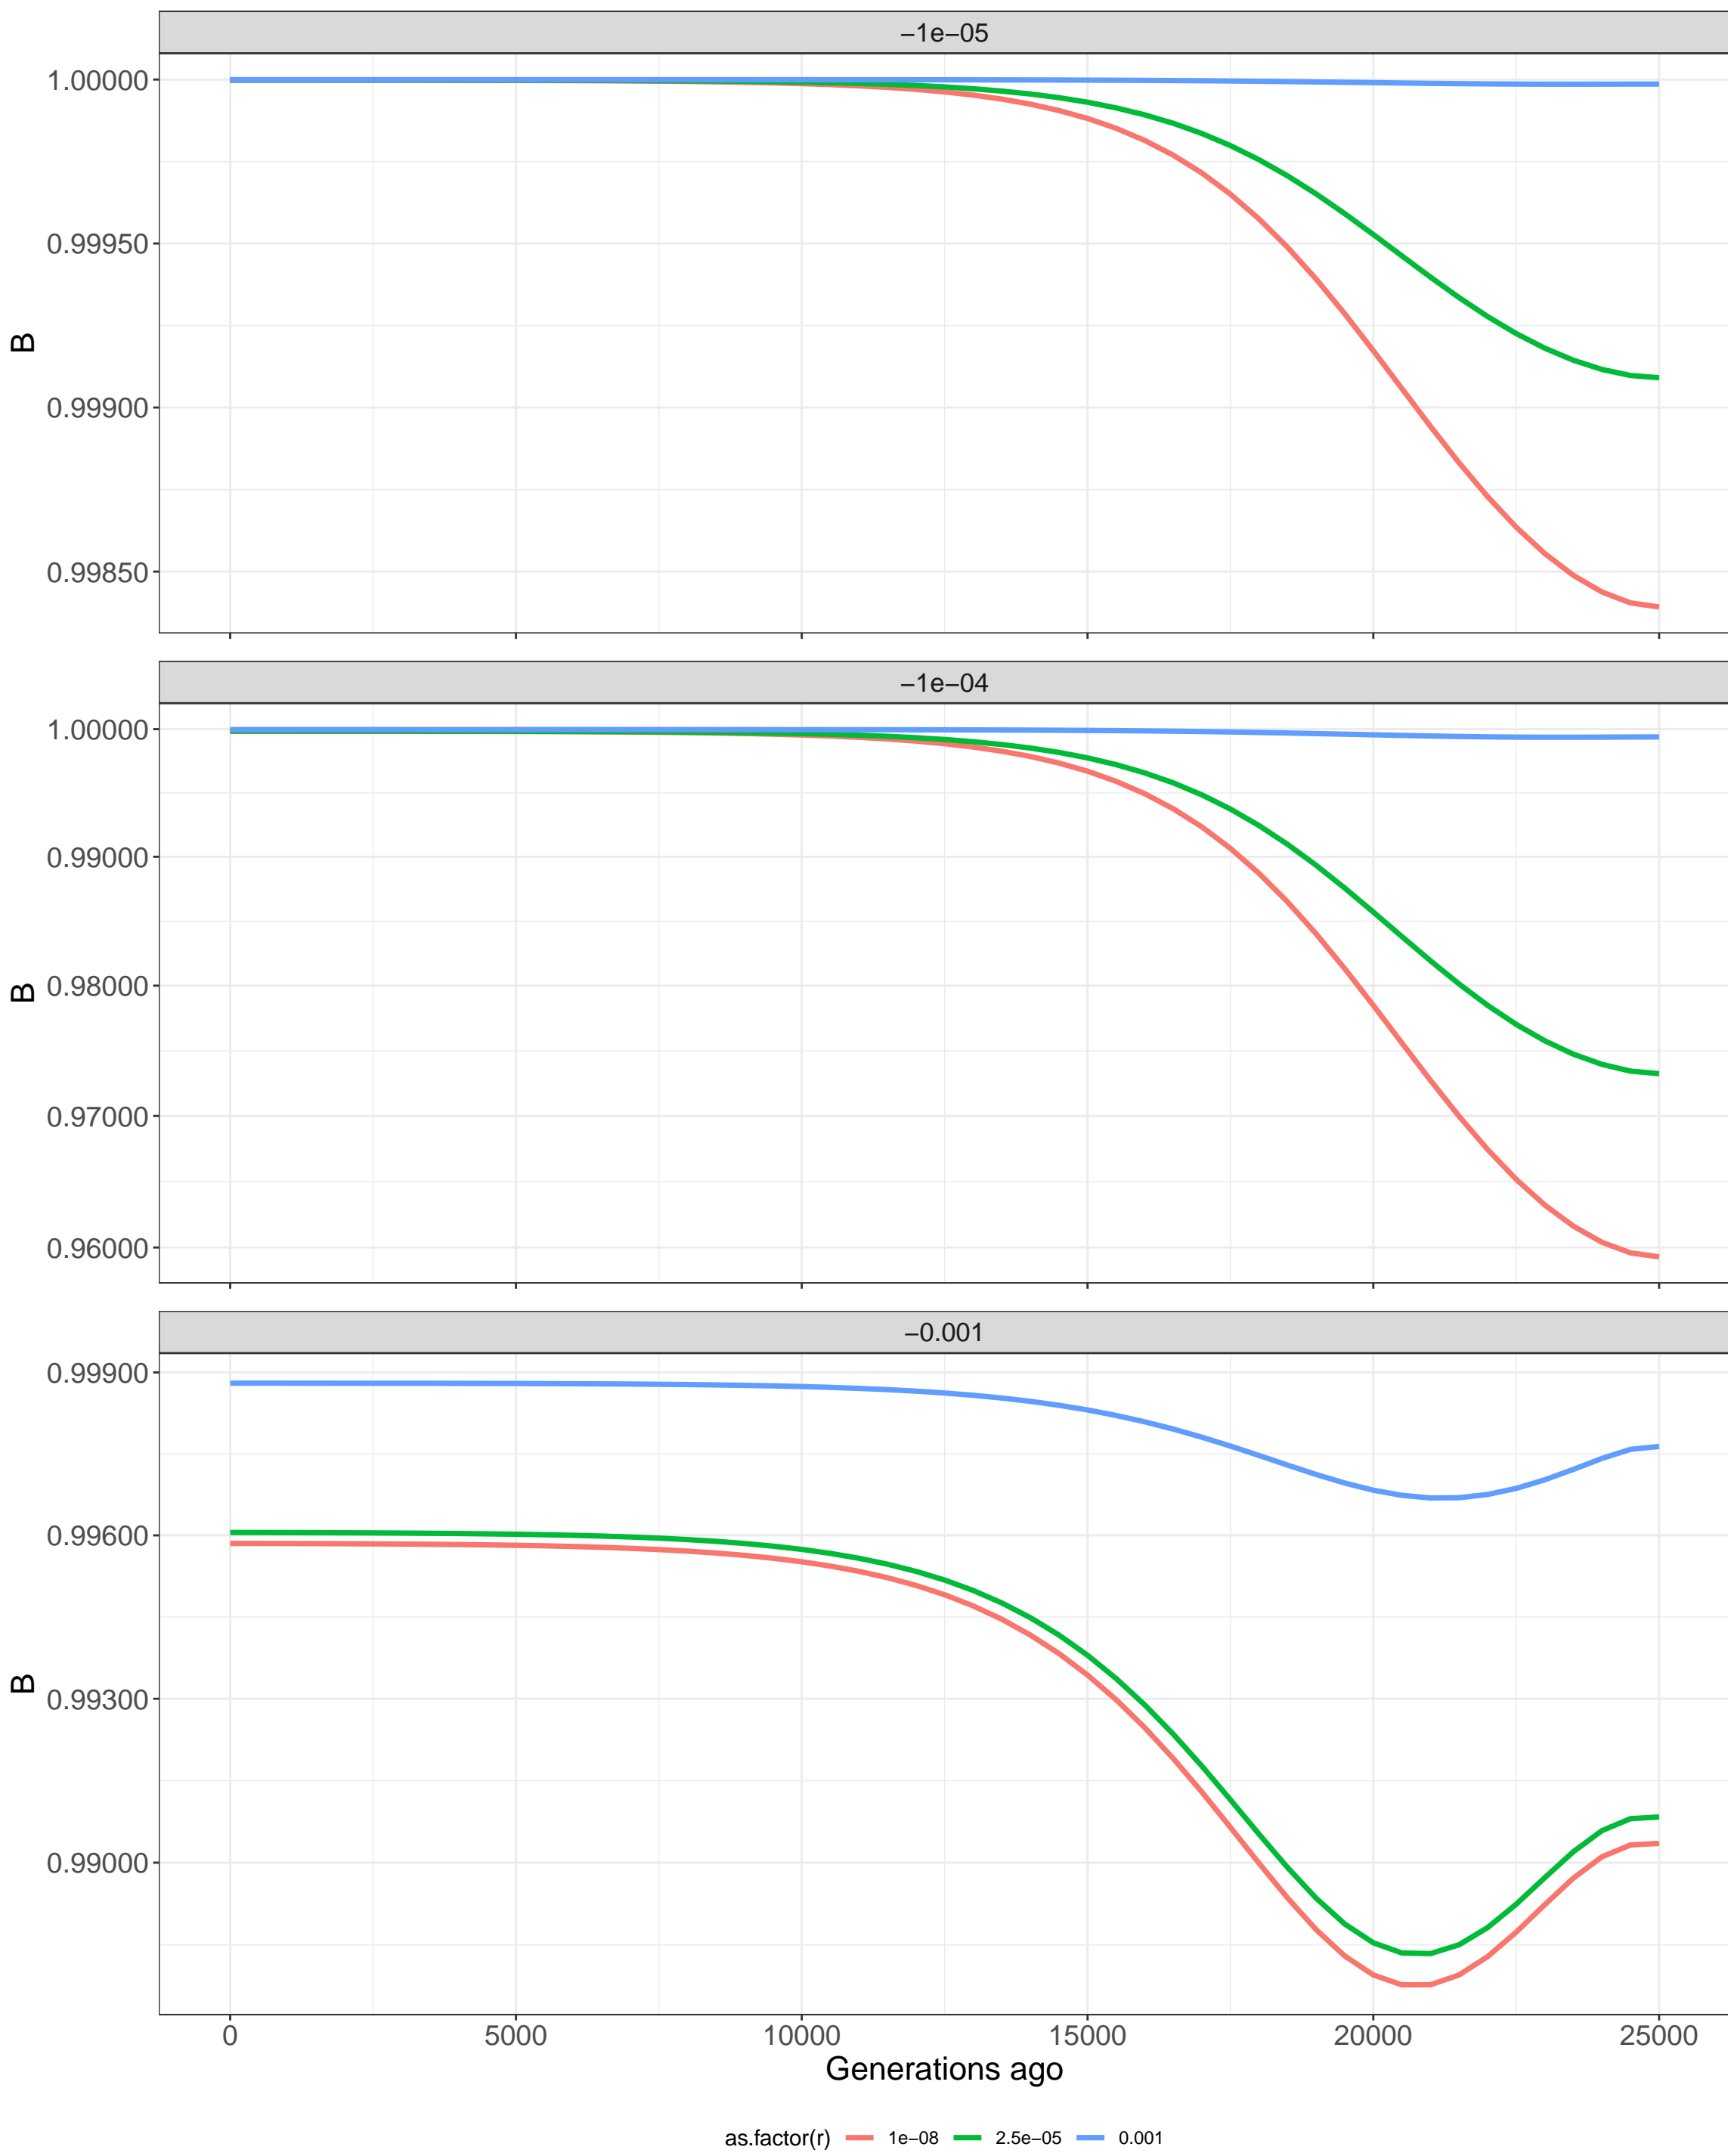 −1e−05
1.00000
0.99950
0.99900
0.99850
B
−1e−04
1.00000
0.99000
0.98000
0.97000
0.96000
B
−0.001
0.99900
0.99600
0.99300
0.99000
B
0 5000 10000 15000 20000 25000
Generations ago
as.factor(r) 1e−08 2.5e−05 0.001